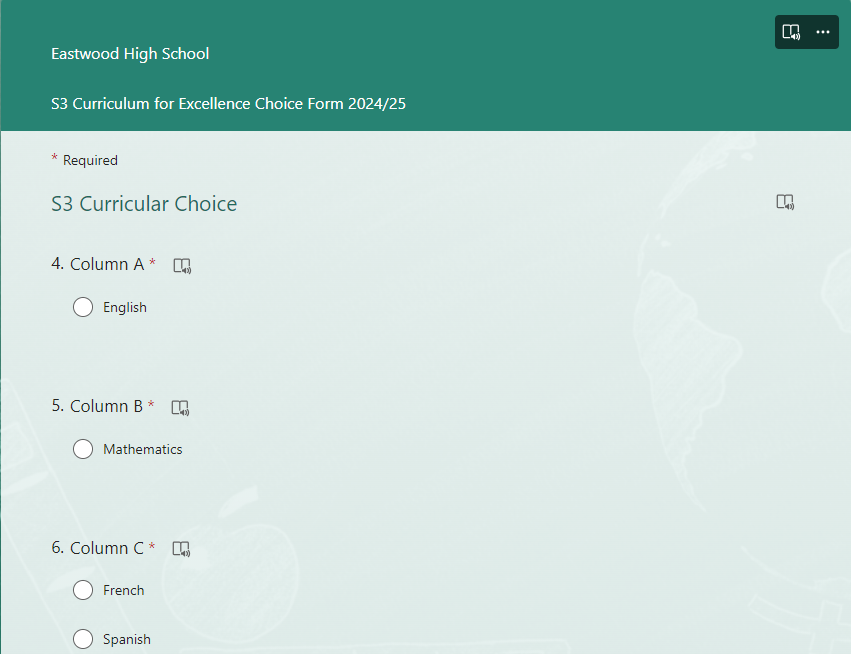 Eastwood High School
S3 Curriculum for Excellence Choice Form 2024/25
* Required
S3 Curricular Choice
4. Column A *
English
5. Column B *
Mathematics
6. Column C *
French
Spanish